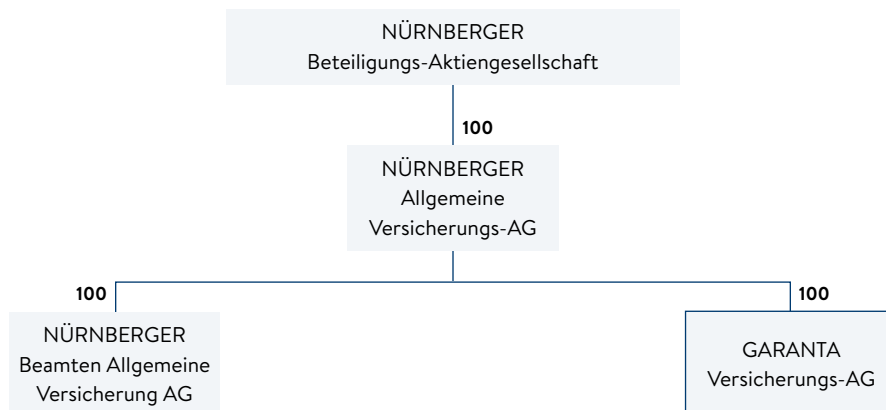 NÜRNBERGER
Beteiligungs-Aktiengesellschaft
100
NÜRNBERGER
Allgemeine
Versicherungs-AG
100
100
NÜRNBERGER
Beamten Allgemeine
Versicherung AG
GARANTA
Versicherungs-AG